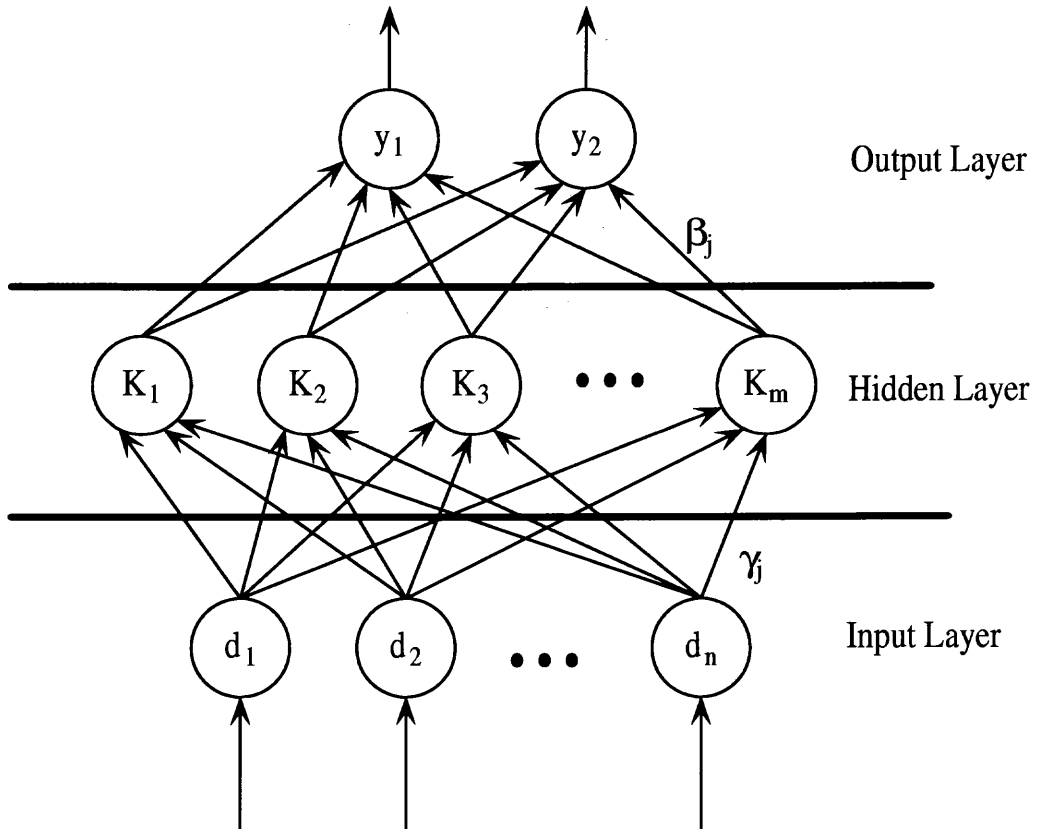 y₁ y₂ Output Layer
βⱼ
K₁ K₂ K₃ ••• Kₘ Hidden Layer
γⱼ
d₁ d₂ ••• dₙ Input Layer